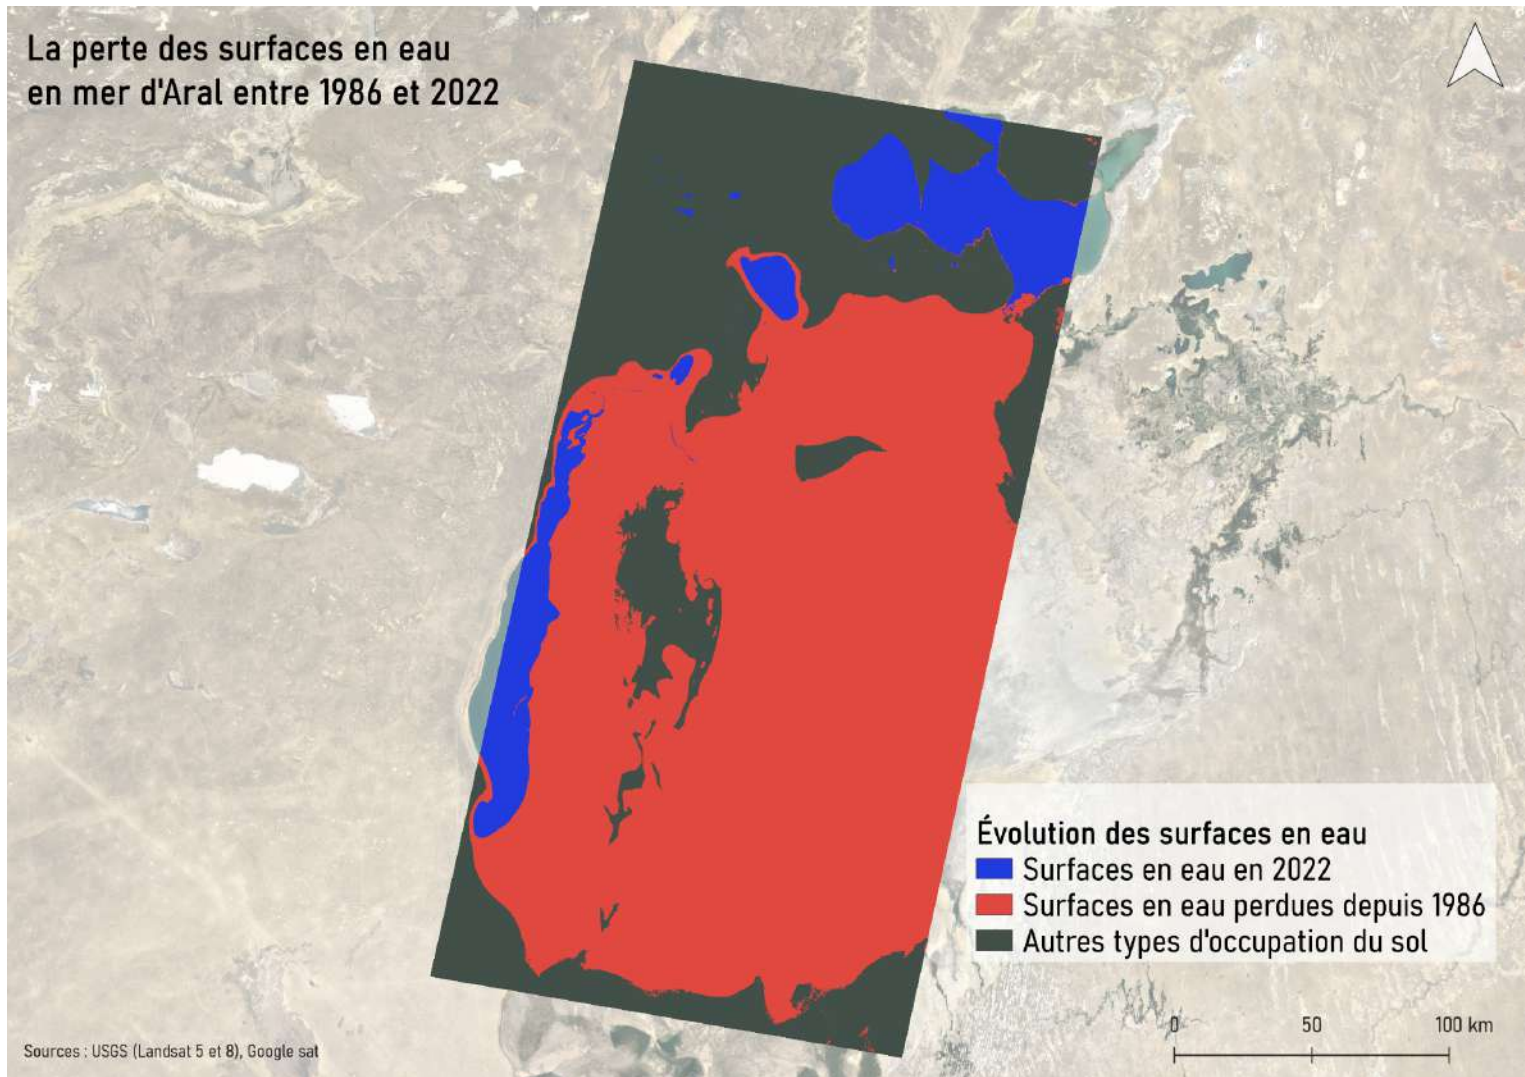 La perte des surfaces en eau
en mer d'Aral entre 1986 et 2022
Évolution des surfaces en eau
Surfaces en eau en 2022
Surfaces en eau perdues depuis 1986
Autres types d'occupation du sol
0 50 100 km
Sources : USGS (Landsat 5 et 8), Google sat